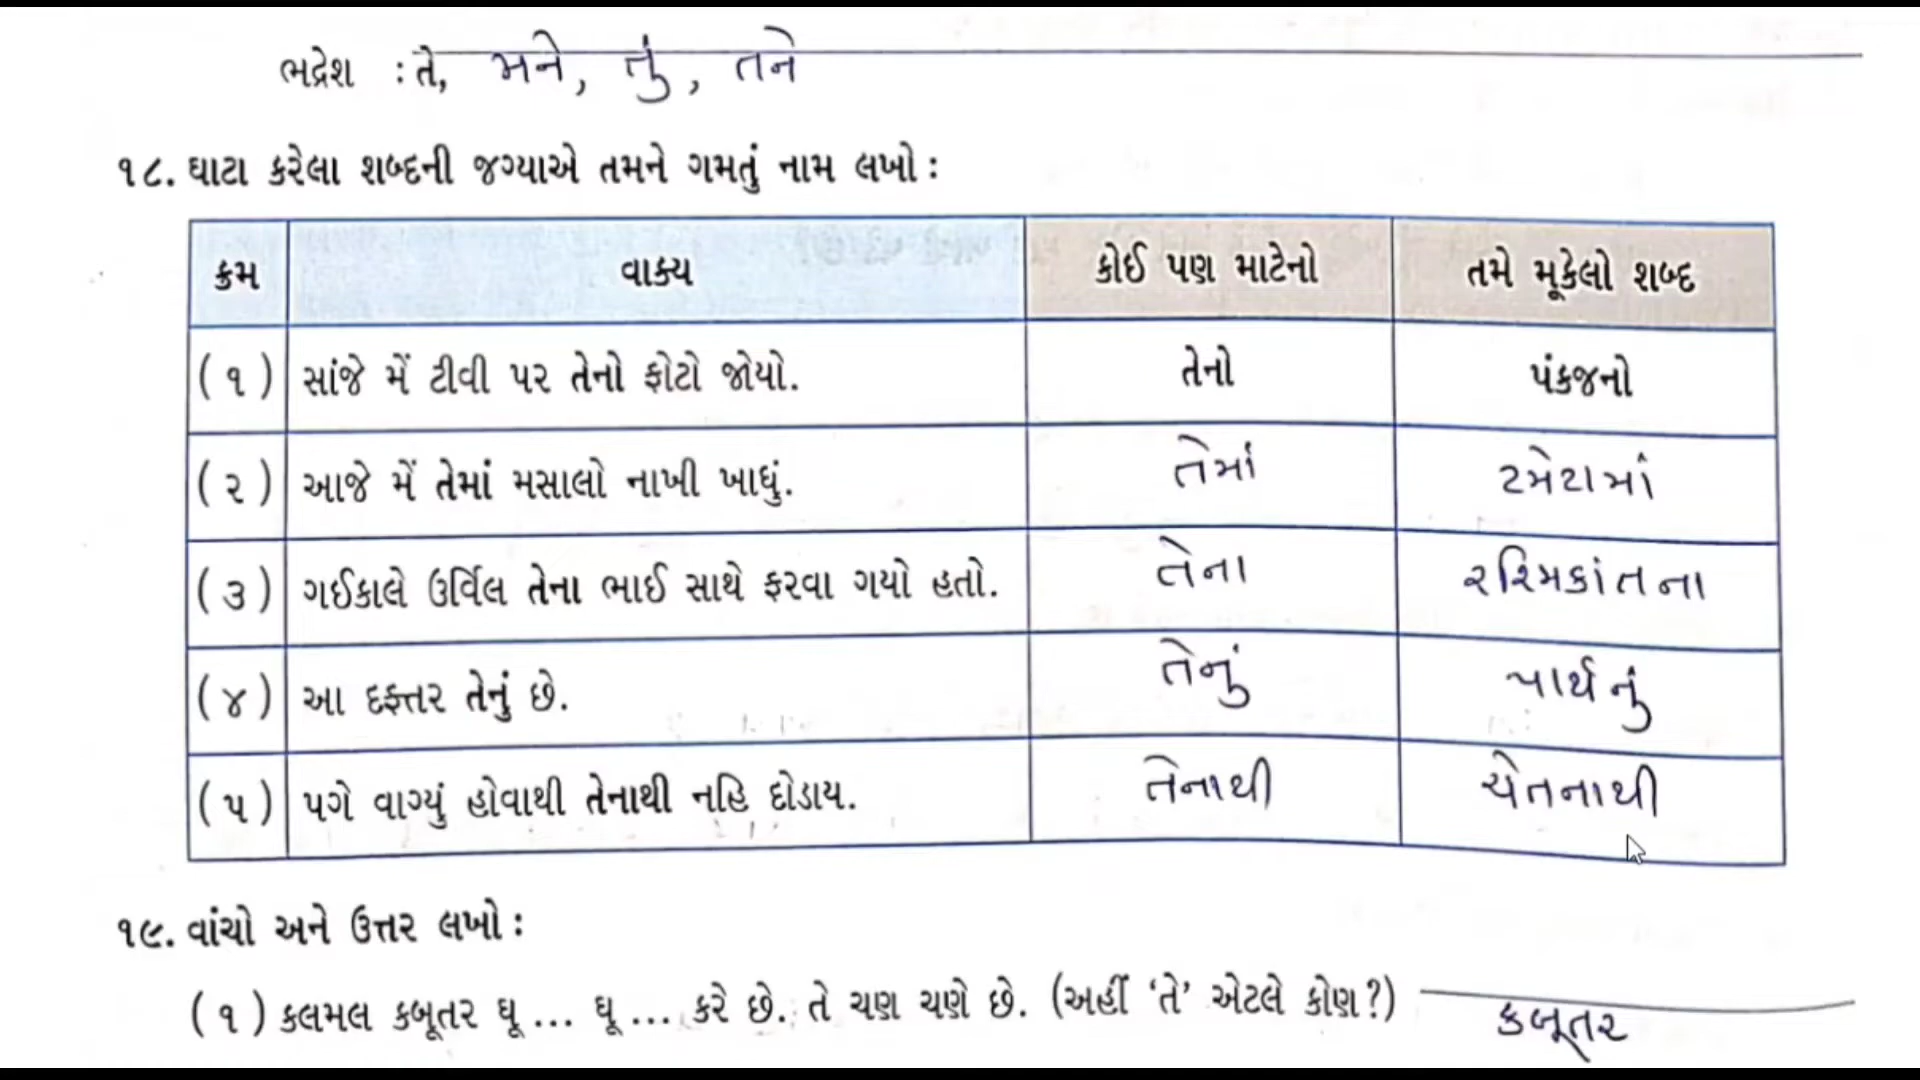 ભદ્રેશ : તે, મને, તું, તને
૧૮. ઘાટા કરેલા શબ્દની જગ્યાએ તમને ગમતું નામ લખો :
ક્રમ વાક્ય કોઈ પણ માટેનો તમે મૂકેલો શબ્દ
(૧) સાંજે મેં ટીવી પર તેનો ફોટો જોયો. તેનો પંકજનો
(૨) આજે મેં તેમાં મસાલો નાખી ખાધું. તેમાં ટમેટામાં
(૩) ગઈકાલે ઉર્વિલ તેના ભાઈ સાથે ફરવા ગયો હતો. તેના રશ્મિકાંતના
(૪) આ દફ્તર તેનું છે. તેનું પાર્થનું
(૫) પગે વાગ્યું હોવાથી તેનાથી નહિ દોડાય. તેનાથી ચેતનાથી
૧૯. વાંચો અને ઉત્તર લખો :
(૧) કલમલ કબૂતર ઘૂ ... ઘૂ ... કરે છે. તે ચણ ચણે છે. (અહીં ‘તે’ એટલે કોણ?) કબૂતર